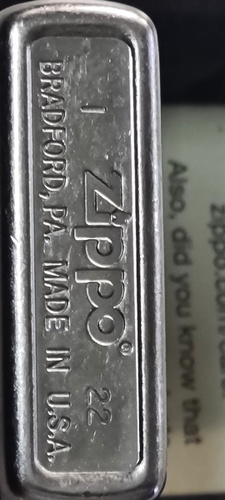 I zippo® 22
BRADFORD, PA. MADE IN U.S.A.
zippo.com
Also, did you know that